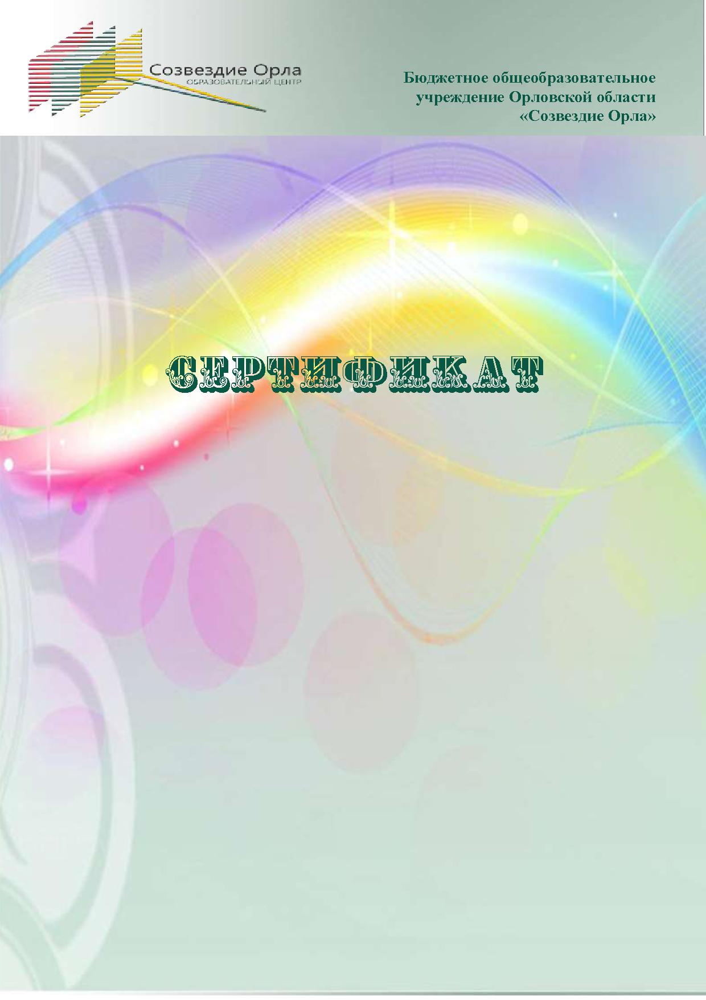 Созвездие Орла
ОБРАЗОВАТЕЛЬНЫЙ ЦЕНТР
Бюджетное общеобразовательное
учреждение Орловской области
«Созвездие Орла»
СЕРТИФИКАТ